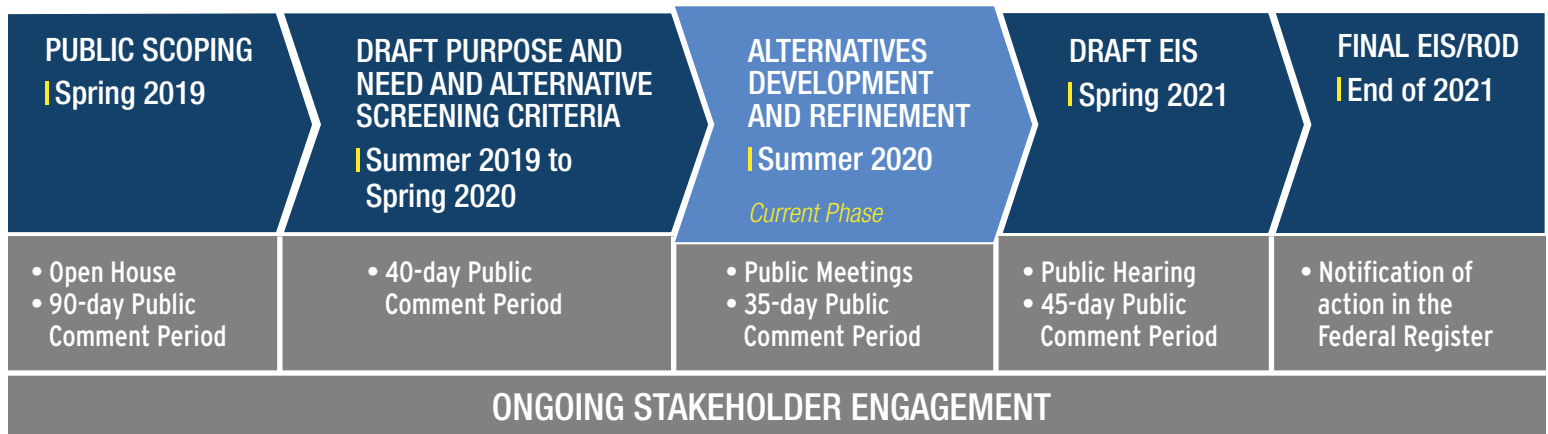 PUBLIC SCOPING
Spring 2019
• Open House
• 90-day Public
Comment Period
DRAFT PURPOSE AND
NEED AND ALTERNATIVE
SCREENING CRITERIA
Summer 2019 to
Spring 2020
• 40-day Public
Comment Period
ALTERNATIVES
DEVELOPMENT
AND REFINEMENT
Summer 2020
Current Phase
• Public Meetings
• 35-day Public
Comment Period
DRAFT EIS
Spring 2021
• Public Hearing
• 45-day Public
Comment Period
FINAL EIS/ROD
End of 2021
• Notification of
action in the
Federal Register
ONGOING STAKEHOLDER ENGAGEMENT